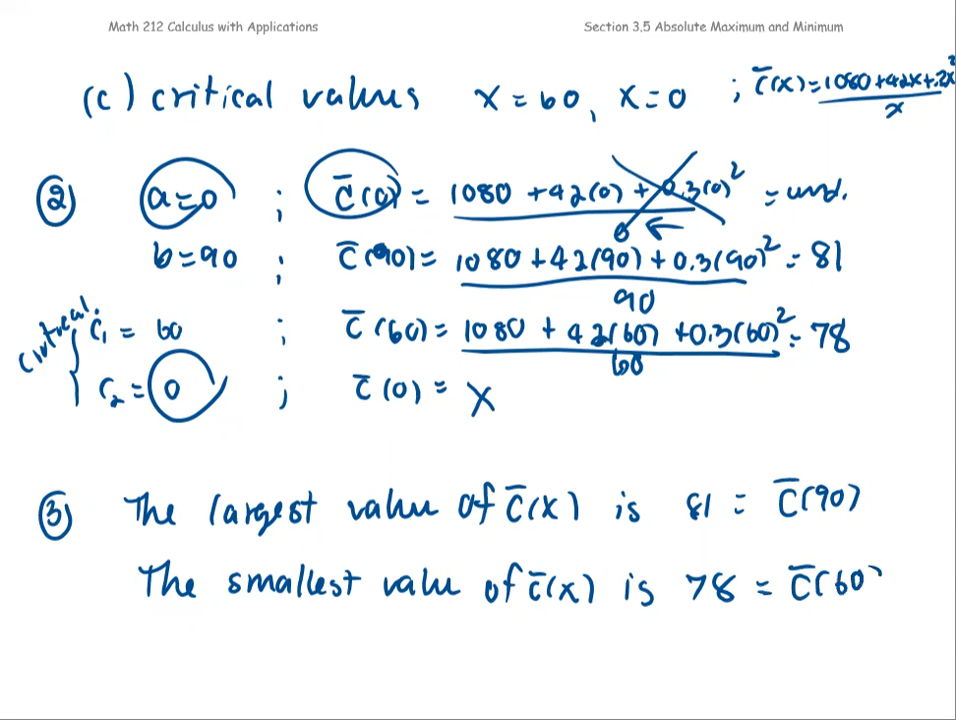 Math 212 Calculus with Applications Section 3.5 Absolute Maximum and Minimum
(c) critical values x = 60, x = 0 ; C̄(x) = (1080 + 42x + .3x²)/x
② a = 0 ; C̄(0) = (1080 + 42(0) + 0.3(0)²)/0 = und.
b = 90 ; C̄(90) = (1080 + 42(90) + 0.3(90)²)/90 = 81
C₁ = 60 ; C̄(60) = (1080 + 42(60) + 0.3(60)²)/60 = 78
C₂ = 0 ; C̄(0) = X
③ The largest value of C̄(x) is 81 = C̄(90)
The smallest value of C̄(x) is 78 = C̄(60)